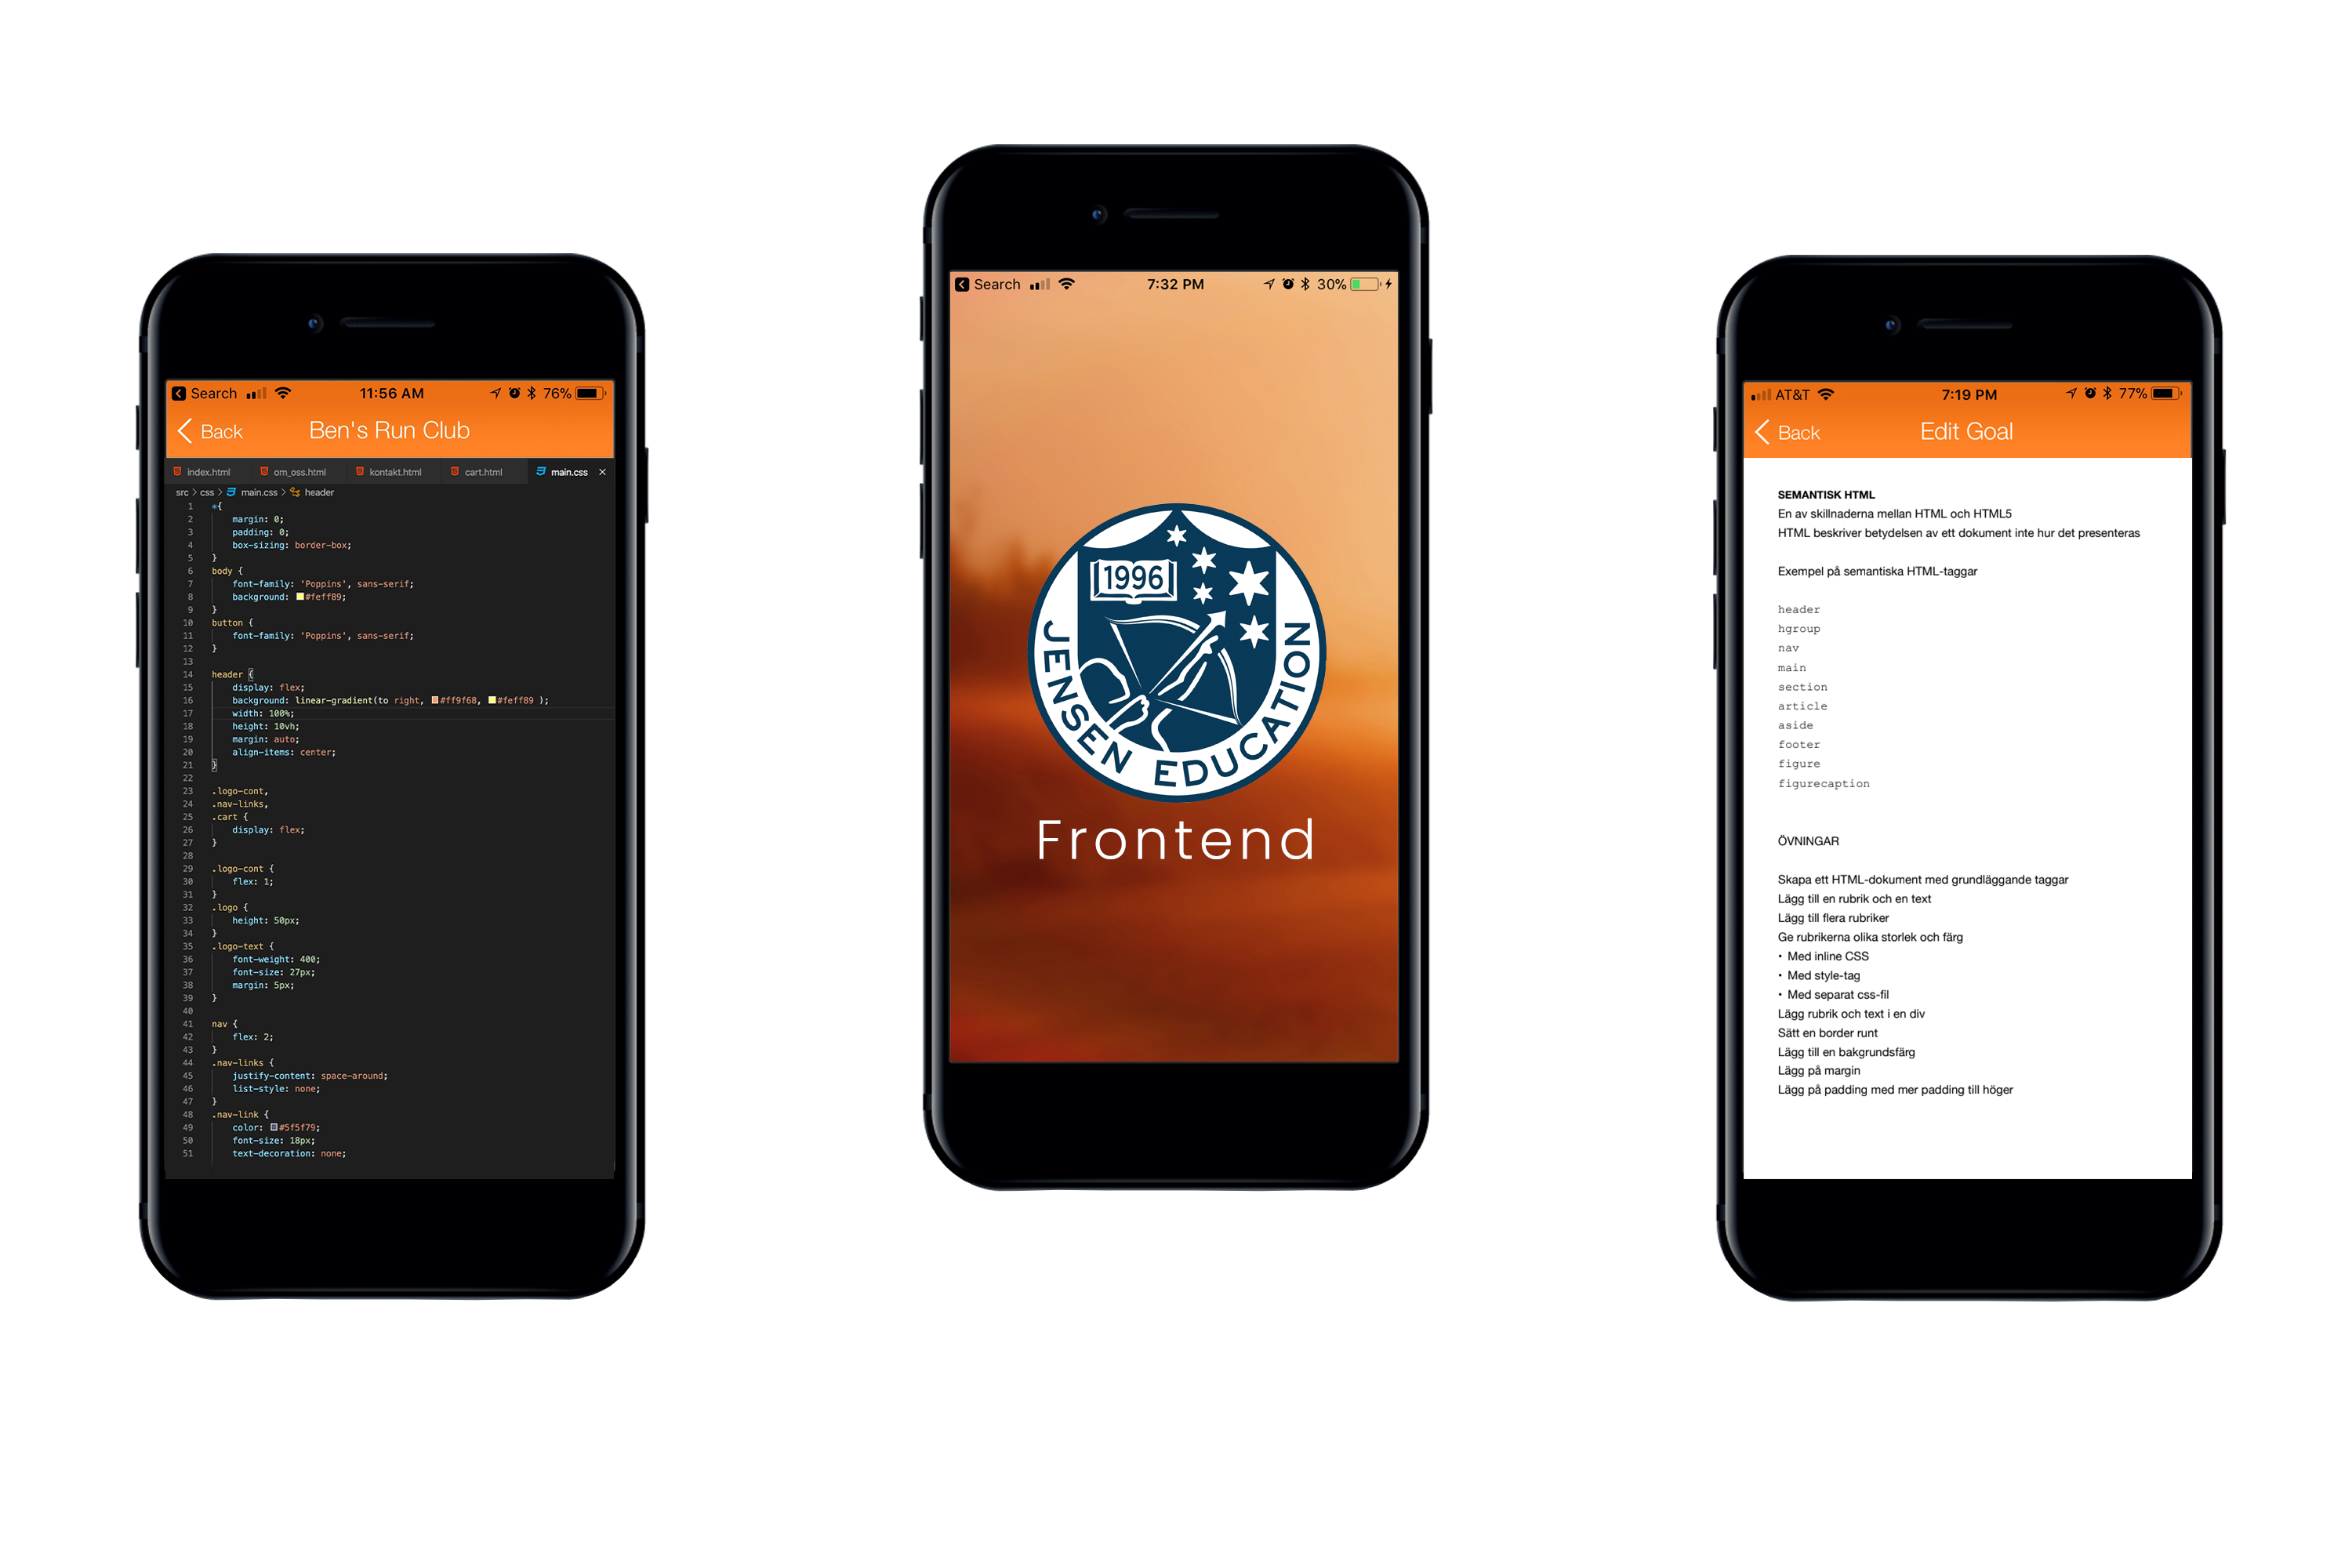 Search 11:56 AM 76%
Back Ben's Run Club
index.html om_oss.html kontakt.html cart.html main.css ×
src > css > main.css > header
1 *{
2 margin: 0;
3 padding: 0;
4 box-sizing: border-box;
5 }
6 body {
7 font-family: 'Poppins', sans-serif;
8 background: #feff89;
9 }
10 button {
11 font-family: 'Poppins', sans-serif;
12 }
13
14 header {
15 display: flex;
16 background: linear-gradient(to right, #ff9f68, #feff89 );
17 width: 100%;
18 height: 10vh;
19 margin: auto;
20 align-items: center;
21 }
22
23 .logo-cont,
24 .nav-links,
25 .cart {
26 display: flex;
27 }
28
29 .logo-cont {
30 flex: 1;
31 }
32 .logo {
33 height: 50px;
34 }
35 .logo-text {
36 font-weight: 400;
37 font-size: 27px;
38 margin: 5px;
39 }
40
41 nav {
42 flex: 2;
43 }
44 .nav-links {
45 justify-content: space-around;
46 list-style: none;
47 }
48 .nav-link {
49 color: #5f5f79;
50 font-size: 18px;
51 text-decoration: none;
Search 7:32 PM 30%
1996
JENSEN EDUCATION
Frontend
AT&T 7:19 PM 77%
Back Edit Goal
SEMANTISK HTML
En av skillnaderna mellan HTML och HTML5
HTML beskriver betydelsen av ett dokument inte hur det presenteras
Exempel på semantiska HTML-taggar
header
hgroup
nav
main
section
article
aside
footer
figure
figurecaption
ÖVNINGAR
Skapa ett HTML-dokument med grundläggande taggar
Lägg till en rubrik och en text
Lägg till flera rubriker
Ge rubrikerna olika storlek och färg
• Med inline CSS
• Med style-tag
• Med separat css-fil
Lägg rubrik och text i en div
Sätt en border runt
Lägg till en bakgrundsfärg
Lägg på margin
Lägg på padding med mer padding till höger